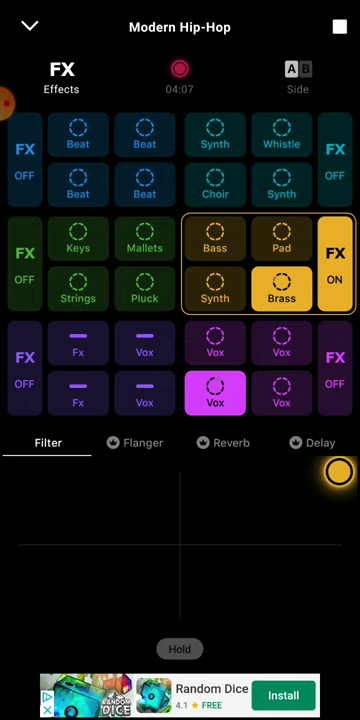 Modern Hip-Hop
FX
Effects
04:07
A B
Side
FX
OFF
Beat
Beat
Synth
Whistle
FX
OFF
Beat
Beat
Choir
Synth
FX
OFF
Keys
Mallets
Bass
Pad
FX
ON
Strings
Pluck
Synth
Brass
FX
OFF
Fx
Vox
Vox
Vox
FX
OFF
Fx
Vox
Vox
Vox
Filter
Flanger
Reverb
Delay
Hold
RANDOM
DICE
Random Dice
4.1 ★ FREE
Install